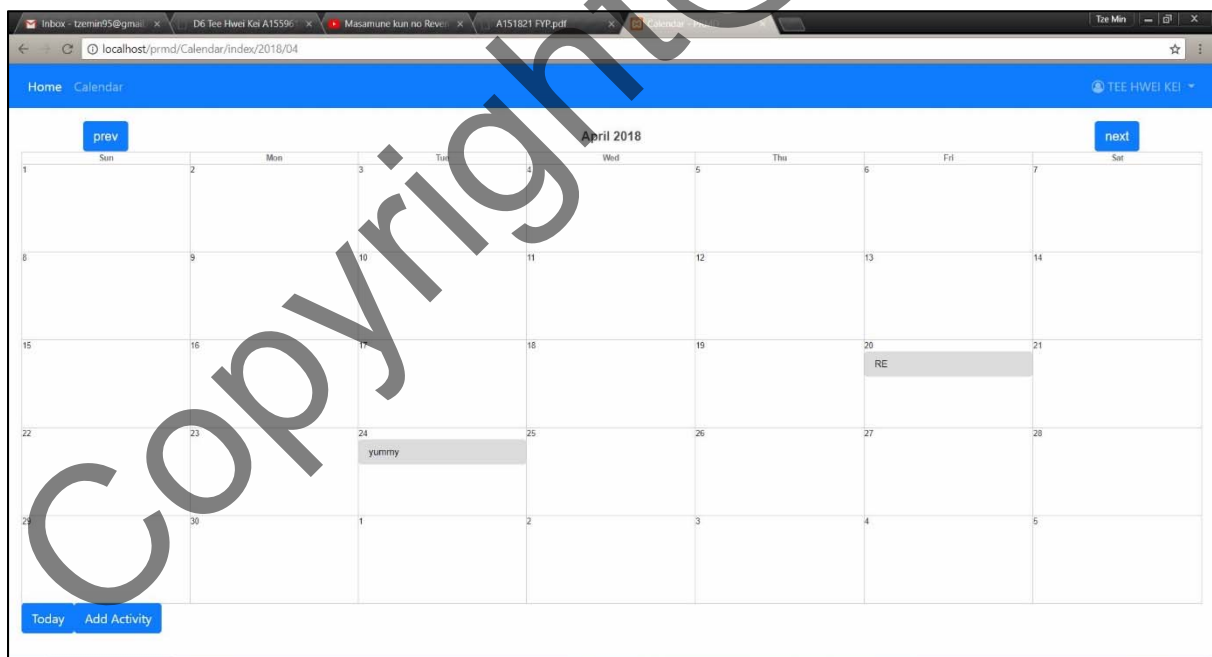 Inbox - tzemin95@gmail. D6 Tee Hwei Kei A15596 Masamune kun no Reven A151821 FYP.pdf Calendar - PRMD Tze Min
localhost/prmd/Calendar/index/2018/04
Home Calendar TEE HWEI KEI
prev April 2018 next
Sun Mon Tue Wed Thu Fri Sat
1 2 3 4 5 6 7
8 9 10 11 12 13 14
15 16 17 18 19 20 21
RE
22 23 24 25 26 27 28
yummy
29 30 1 2 3 4 5
Today Add Activity
Copyright